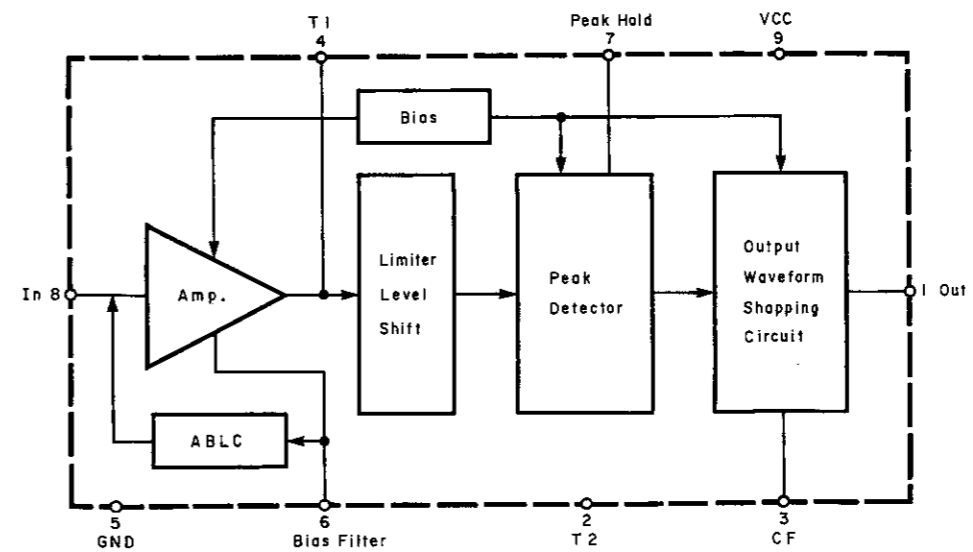 T1
4
Peak Hold
7
VCC
9
Bias
In 8
Amp.
Limiter
Level
Shift
Peak
Detector
Output
Waveform
Shapping
Circuit
1 Out
ABLC
5
GND
6
Bias Filter
2
T2
3
CF